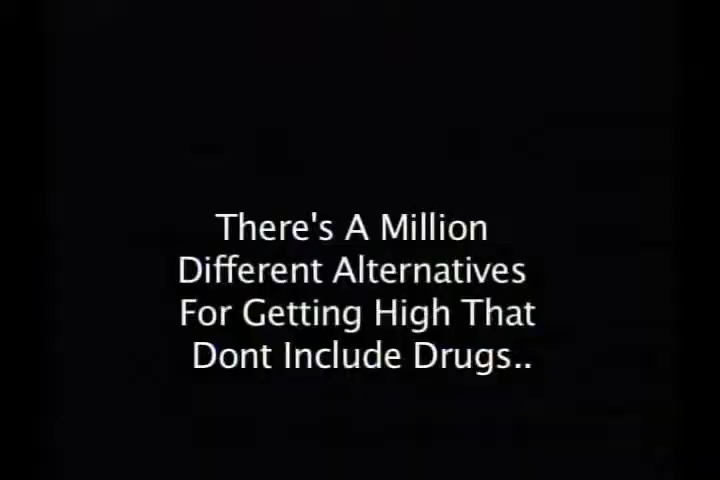 There's A Million
Different Alternatives
For Getting High That
Dont Include Drugs..